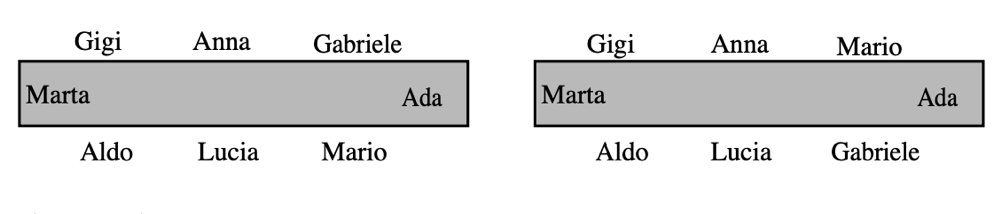 Gigi Anna Gabriele
Marta Ada
Aldo Lucia Mario
Gigi Anna Mario
Marta Ada
Aldo Lucia Gabriele